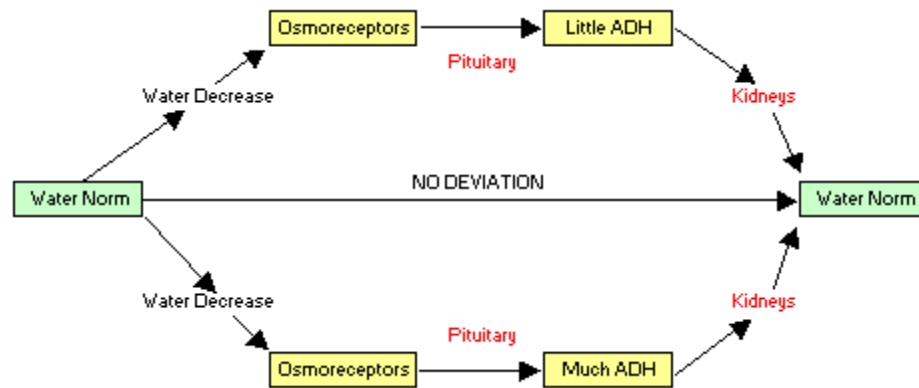 Osmoreceptors
Little ADH
Pituitary
Water Decrease
Kidneys
Water Norm
NO DEVIATION
Water Norm
Water Decrease
Kidneys
Pituitary
Osmoreceptors
Much ADH